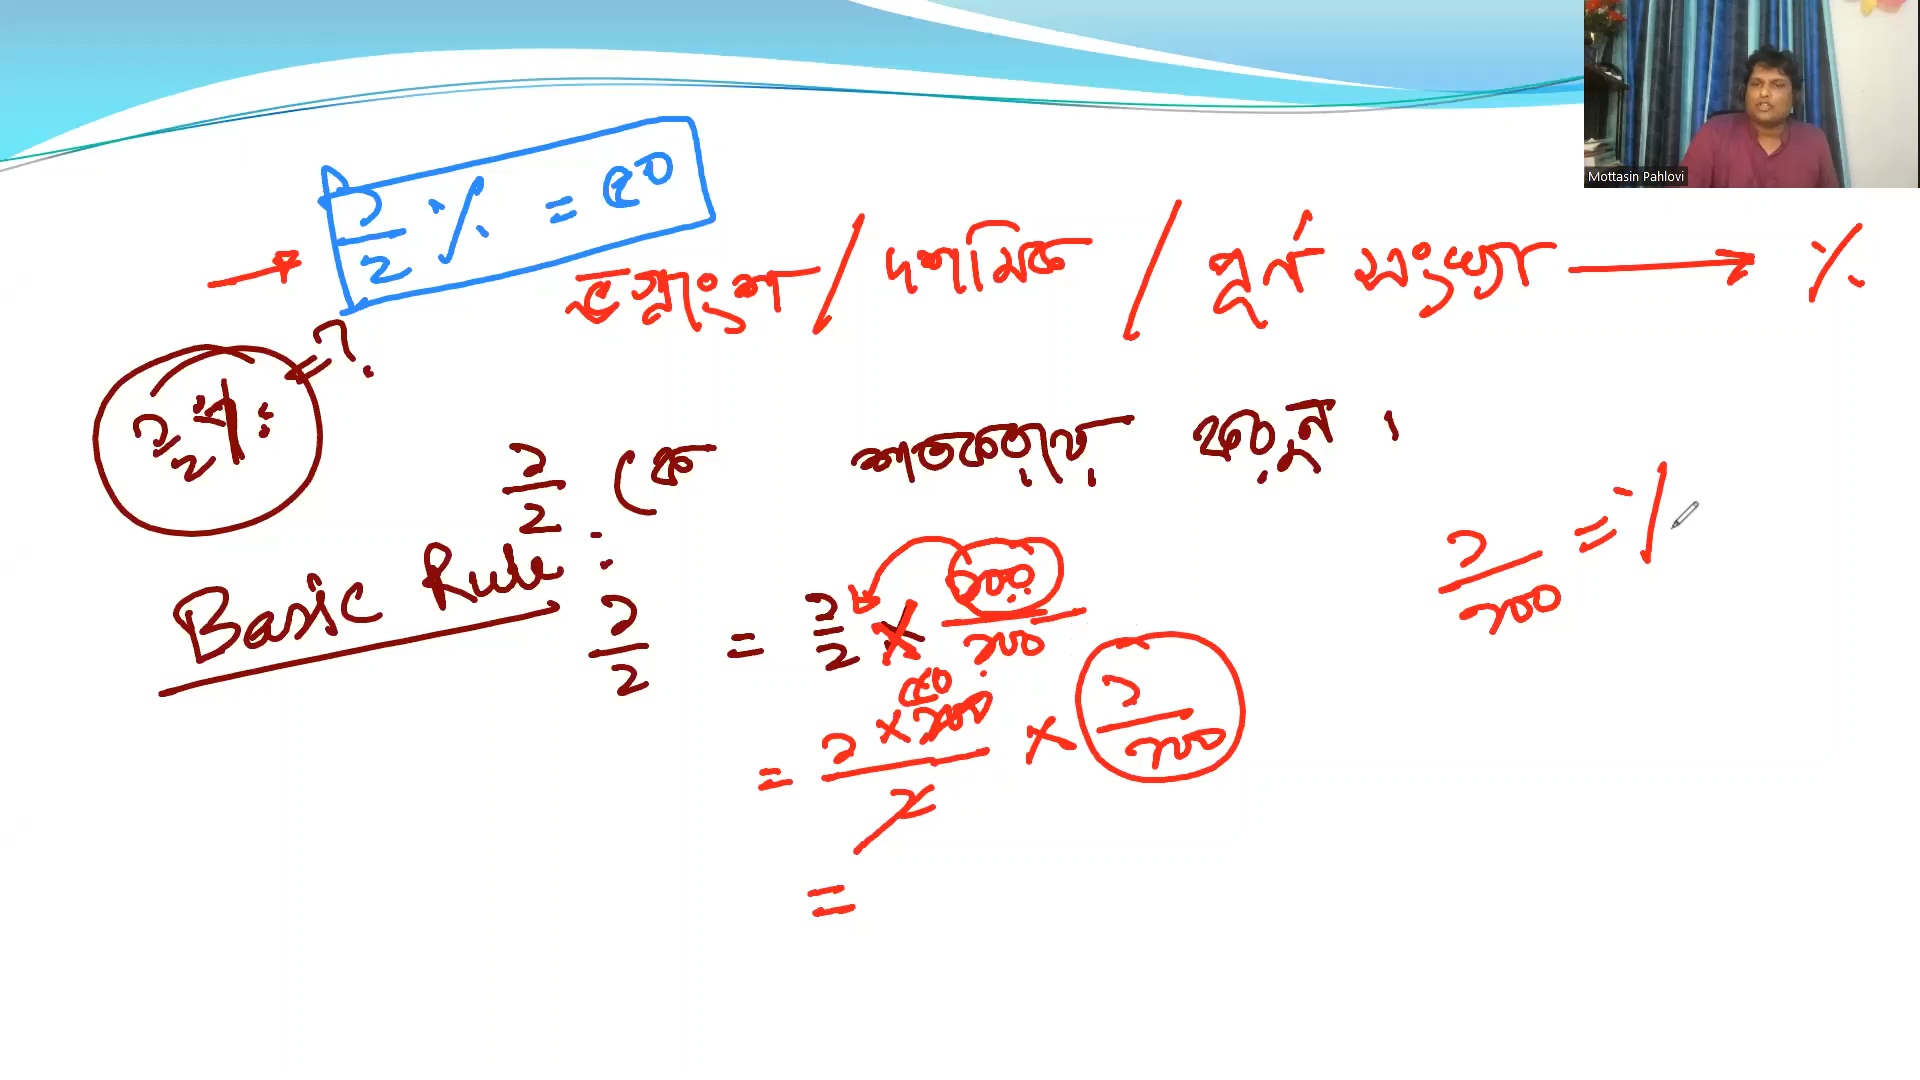 Mottasin Pahlovi
১/২ % = ৫০
ভগ্নাংশ / দশমিক / পূর্ণ সংখ্যা → %
১/২ % = ?
১/২ কে শতকরায় করুন ।
Basic Rule :
১/২ = ১/২ × ১০০/১০০
= ১ × ১০০ ৫০/২ × ১/১০০
=
১/১০০ = %